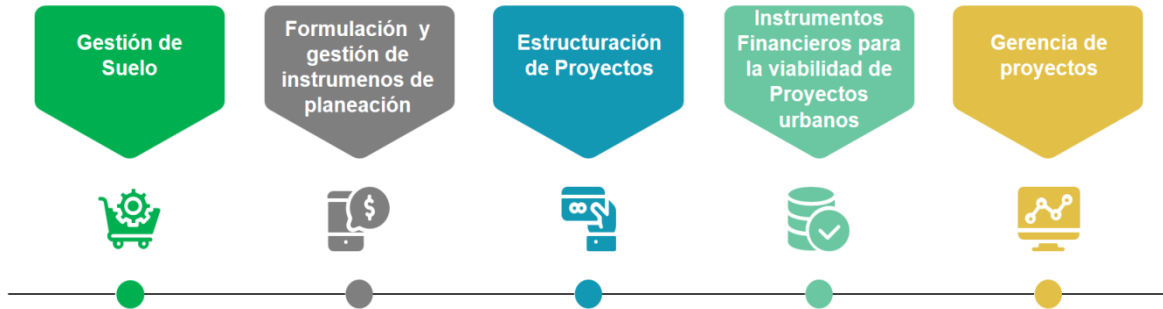 Gestión de
Suelo
Formulación y
gestión de
instrumenos de
planeación
Estructuración
de Proyectos
Instrumentos
Financieros para
la viabilidad de
Proyectos
urbanos
Gerencia de
proyectos
$